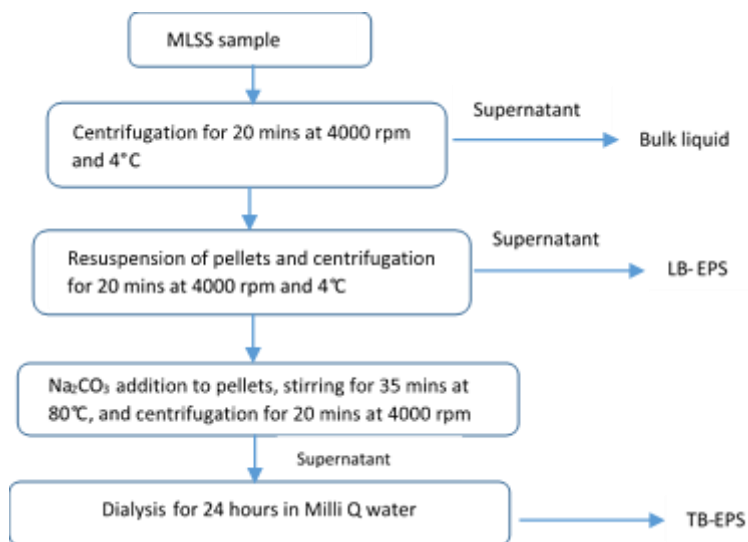 MLSS sample
Centrifugation for 20 mins at 4000 rpm
and 4°C
Supernatant
Bulk liquid
Resuspension of pellets and centrifugation
for 20 mins at 4000 rpm and 4℃
Supernatant
LB- EPS
Na₂CO₃ addition to pellets, stirring for 35 mins at
80℃, and centrifugation for 20 mins at 4000 rpm
Supernatant
Dialysis for 24 hours in Milli Q water
TB-EPS